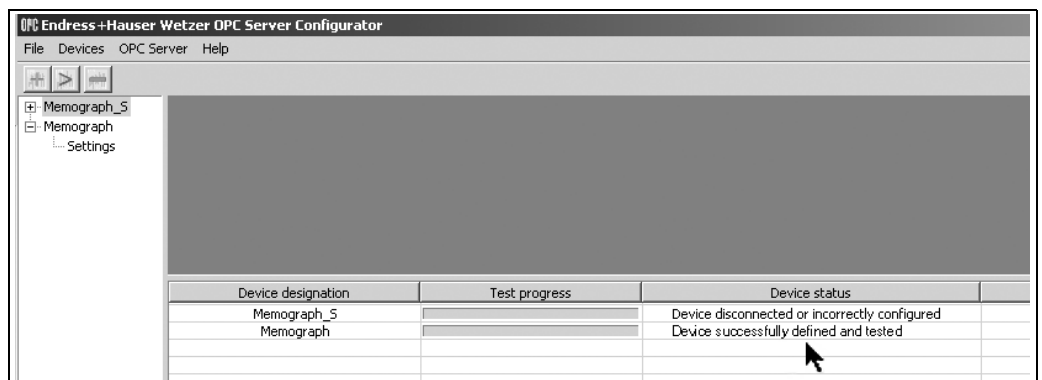 OPC Endress+Hauser Wetzer OPC Server Configurator
File Devices OPC Server Help
Memograph_S
Memograph
Settings
Device designation Test progress Device status
Memograph_S Device disconnected or incorrectly configured
Memograph Device successfully defined and tested